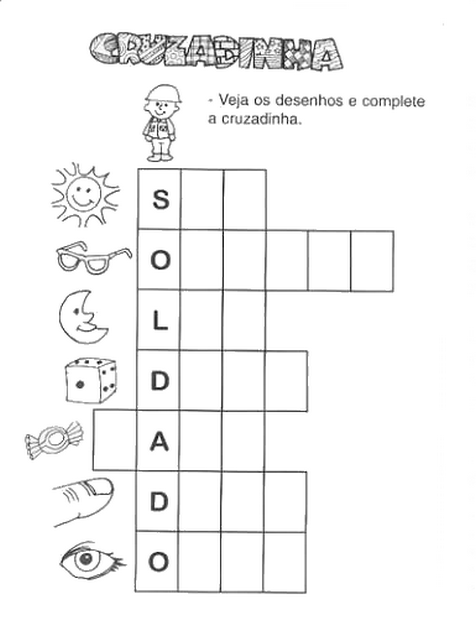 CRUZADINHA
- Veja os desenhos e complete
a cruzadinha.
S
O
L
D
A
D
O